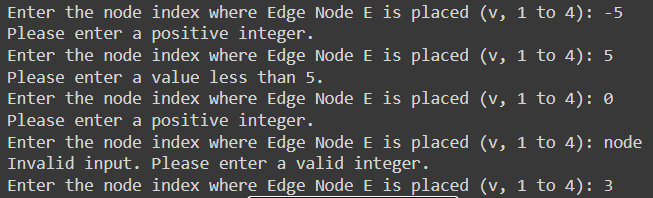 Enter the node index where Edge Node E is placed (v, 1 to 4): -5
Please enter a positive integer.
Enter the node index where Edge Node E is placed (v, 1 to 4): 5
Please enter a value less than 5.
Enter the node index where Edge Node E is placed (v, 1 to 4): 0
Please enter a positive integer.
Enter the node index where Edge Node E is placed (v, 1 to 4): node
Invalid input. Please enter a valid integer.
Enter the node index where Edge Node E is placed (v, 1 to 4): 3